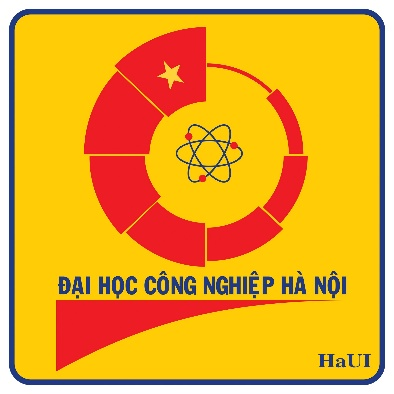 ĐẠI HỌC CÔNG NGHIỆP HÀ NỘI
HaUI